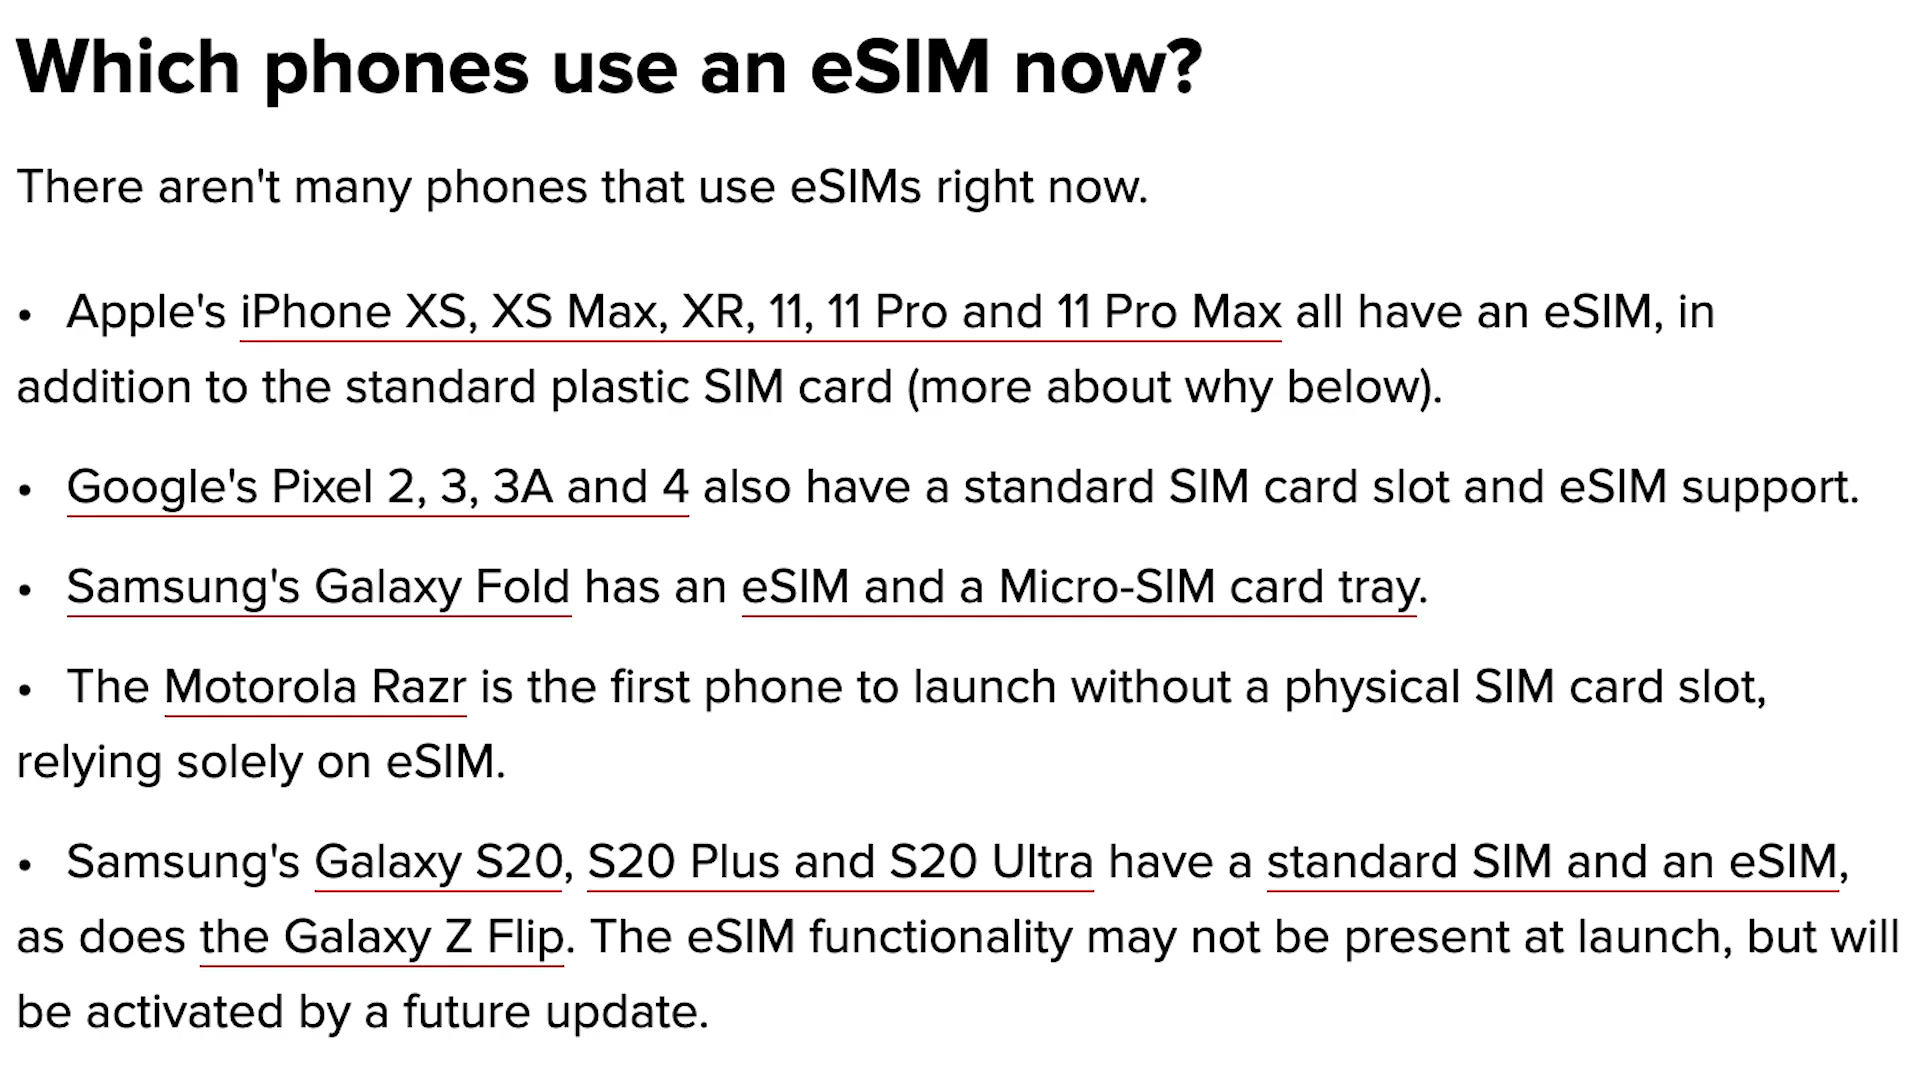 Which phones use an eSIM now?
There aren't many phones that use eSIMs right now.
• Apple's iPhone XS, XS Max, XR, 11, 11 Pro and 11 Pro Max all have an eSIM, in
addition to the standard plastic SIM card (more about why below).
• Google's Pixel 2, 3, 3A and 4 also have a standard SIM card slot and eSIM support.
• Samsung's Galaxy Fold has an eSIM and a Micro-SIM card tray.
• The Motorola Razr is the first phone to launch without a physical SIM card slot,
relying solely on eSIM.
• Samsung's Galaxy S20, S20 Plus and S20 Ultra have a standard SIM and an eSIM,
as does the Galaxy Z Flip. The eSIM functionality may not be present at launch, but will
be activated by a future update.